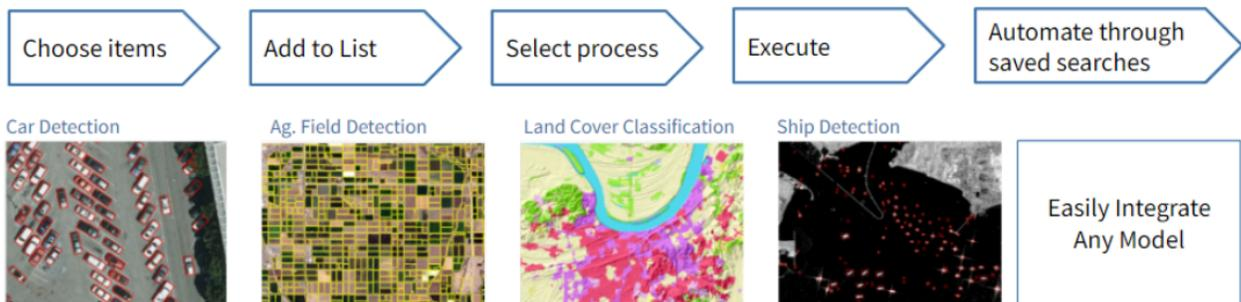 Choose items
Add to List
Select process
Execute
Automate through
saved searches
Car Detection
Ag. Field Detection
Land Cover Classification
Ship Detection
Easily Integrate
Any Model